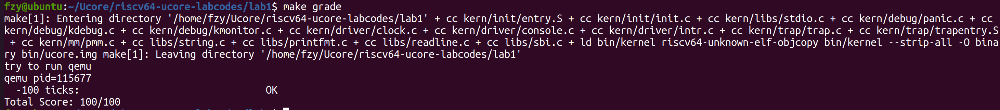 fzy@ubuntu:~/Ucore/riscv64-ucore-labcodes/lab1$ make grade
make[1]: Entering directory '/home/fzy/Ucore/riscv64-ucore-labcodes/lab1' + cc kern/init/entry.S + cc kern/init/init.c + cc kern/libs/stdio.c + cc kern/debug/panic.c + cc
kern/debug/kdebug.c + cc kern/debug/kmonitor.c + cc kern/driver/clock.c + cc kern/driver/console.c + cc kern/driver/intr.c + cc kern/trap/trap.c + cc kern/trap/trapentry.S
+ cc kern/mm/pmm.c + cc libs/string.c + cc libs/printfmt.c + cc libs/readline.c + cc libs/sbi.c + ld bin/kernel riscv64-unknown-elf-objcopy bin/kernel --strip-all -O bina
ry bin/ucore.img make[1]: Leaving directory '/home/fzy/Ucore/riscv64-ucore-labcodes/lab1'
try to run qemu
qemu pid=115677
-100 ticks: OK
Total Score: 100/100